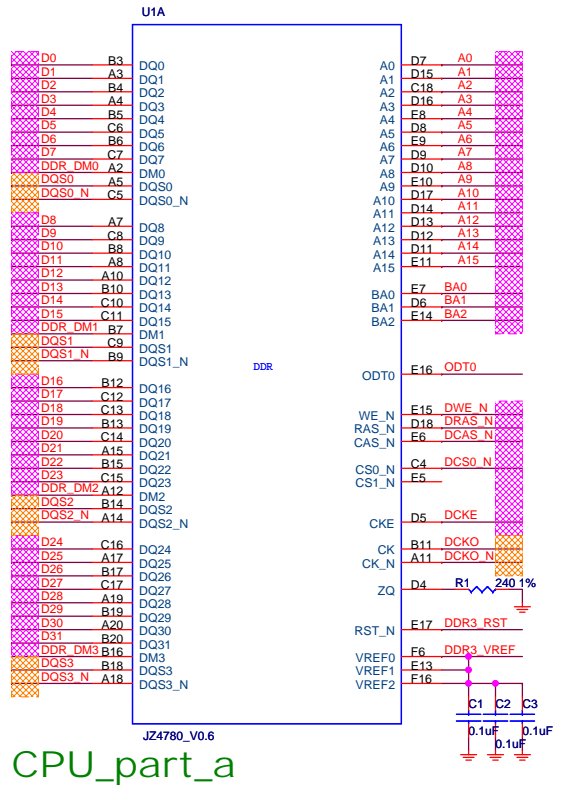 U1A
D0 B3 DQ0 A0 D7 A0
D1 A3 DQ1 A1 D15 A1
D2 B4 DQ2 A2 C18 A2
D3 A4 DQ3 A3 D16 A3
D4 B5 DQ4 A4 E8 A4
D5 C6 DQ5 A5 D8 A5
D6 B6 DQ6 A6 E9 A6
D7 C7 DQ7 A7 D9 A7
DDR_DM0 A2 DM0 A8 D10 A8
DQS0 A5 DQS0 A9 E10 A9
DQS0_N C5 DQS0_N A10 D17 A10
A11 D14 A11
D8 A7 DQ8 A12 D13 A12
D9 C8 DQ9 A13 D12 A13
D10 B8 DQ10 A14 D11 A14
D11 A8 DQ11 A15 E11 A15
D12 A10 DQ12
D13 B10 DQ13 BA0 E7 BA0
D14 C10 DQ14 BA1 D6 BA1
D15 C11 DQ15 BA2 E14 BA2
DDR_DM1 B7 DM1
DQS1 C9 DQS1
DQS1_N B9 DQS1_N
DDR
ODT0 E16 ODT0
D16 B12 DQ16
D17 C12 DQ17
D18 C13 DQ18 WE_N E15 DWE_N
D19 B13 DQ19 RAS_N D18 DRAS_N
D20 C14 DQ20 CAS_N E6 DCAS_N
D21 A15 DQ21
D22 B15 DQ22 CS0_N C4 DCS0_N
D23 C15 DQ23 CS1_N E5
DDR_DM2 A12 DM2
DQS2 B14 DQS2
DQS2_N A14 DQS2_N CKE D5 DCKE
D24 C16 DQ24 CK B11 DCKO
D25 A17 DQ25 CK_N A11 DCKO_N
D26 B17 DQ26
D27 C17 DQ27 ZQ D4 R1 240 1%
D28 A19 DQ28
D29 B19 DQ29
D30 A20 DQ30 RST_N E17 DDR3_RST
D31 B20 DQ31
DDR_DM3 B16 DM3 VREF0 F6 DDR3_VREF
DQS3 B18 DQS3 VREF1 E13
DQS3_N A18 DQS3_N VREF2 F16
C1 C2 C3
0.1uF 0.1uF
0.1uF
JZ4780_V0.6
CPU_part_a